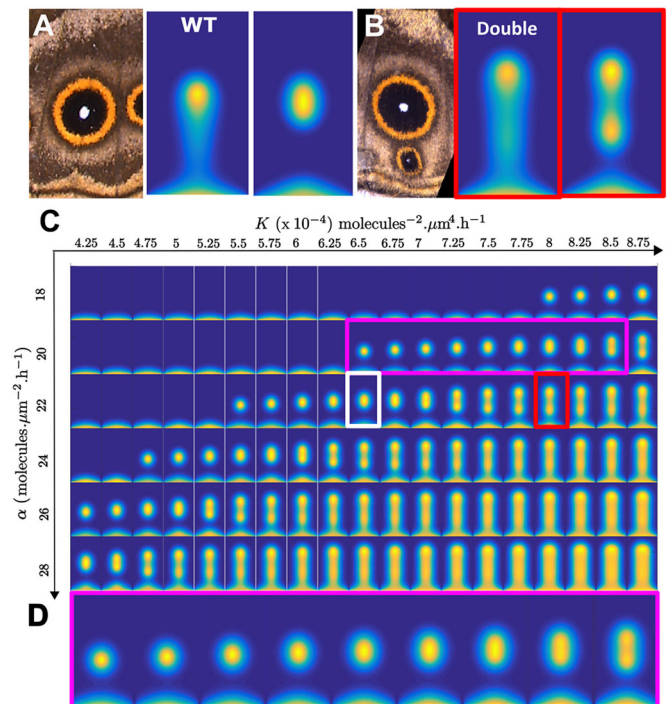 A
WT
B
Double
C
K (x 10⁻⁴) molecules⁻².μm⁴.h⁻¹
4.25 4.5 4.75 5 5.25 5.5 5.75 6 6.25 6.5 6.75 7 7.25 7.5 7.75 8 8.25 8.5 8.75
α (molecules.μm⁻².h⁻¹)
18
20
22
24
26
28
D